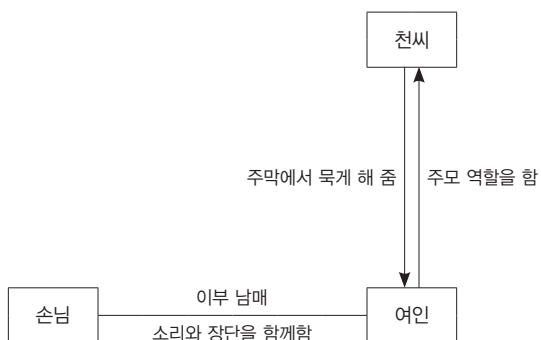 천씨
주막에서 묵게 해 줌
주모 역할을 함
이부 남매
손님
여인
소리와 장단을 함께함